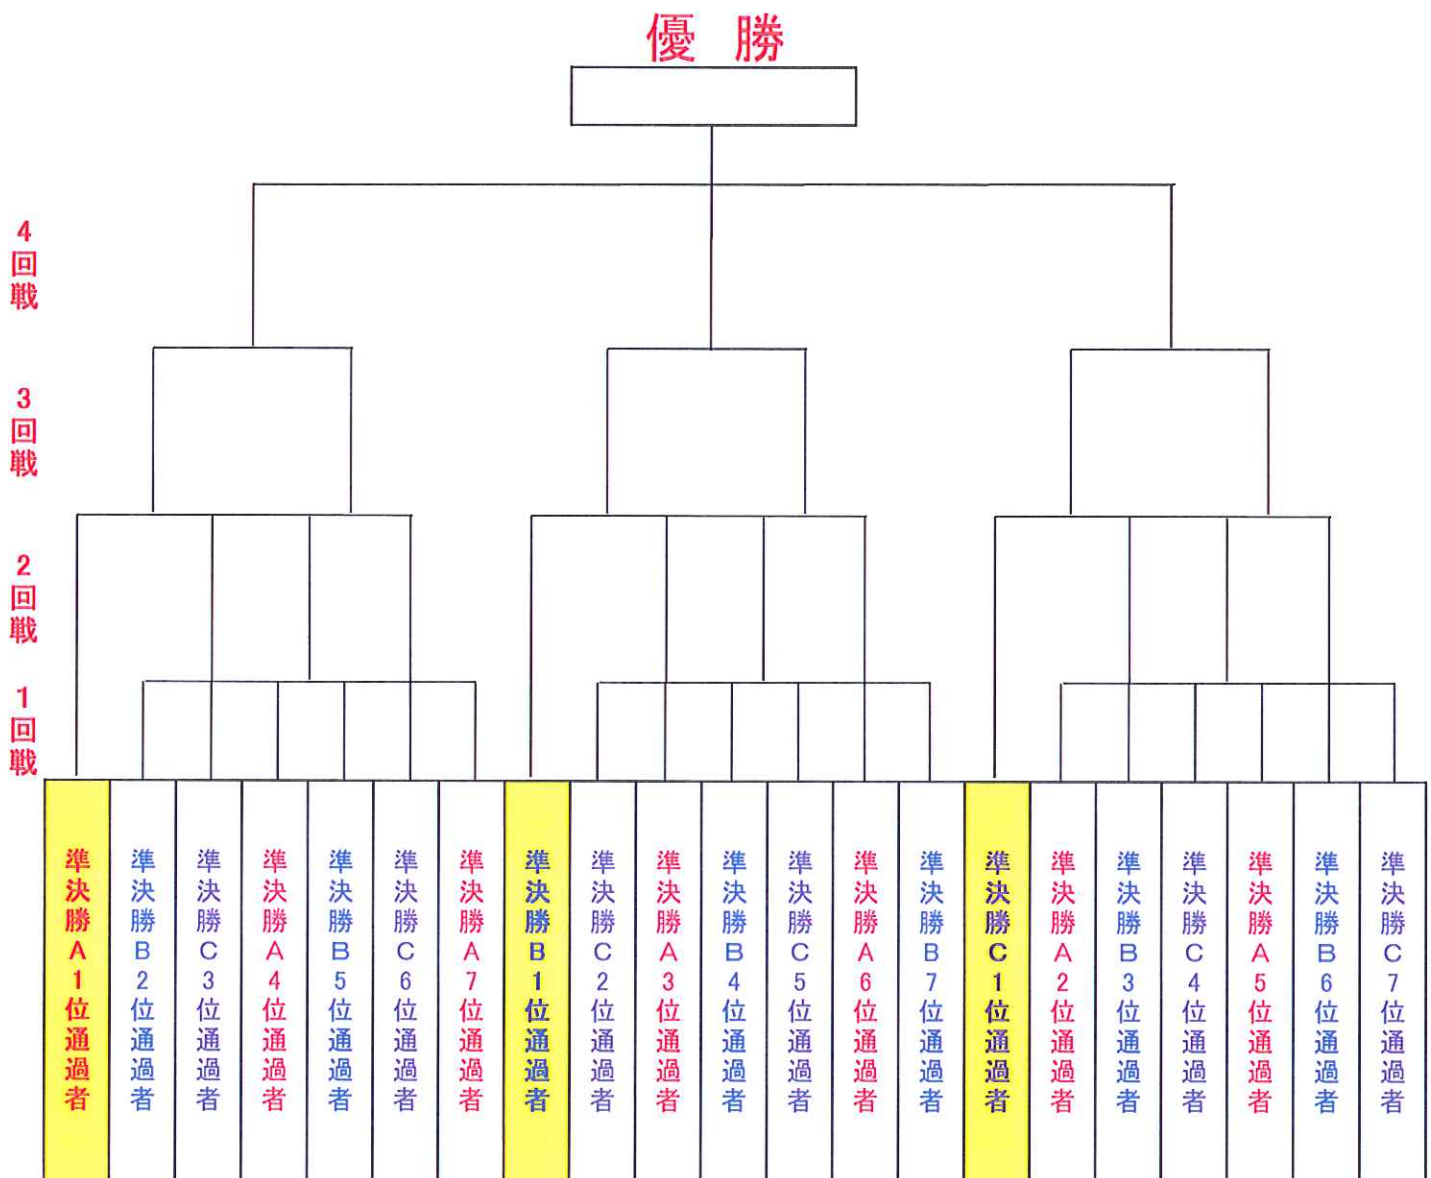 優 勝
4回戦
3回戦
2回戦
1回戦
準決勝A1位通過者
準決勝B2位通過者
準決勝C3位通過者
準決勝A4位通過者
準決勝B5位通過者
準決勝C6位通過者
準決勝A7位通過者
準決勝B1位通過者
準決勝C2位通過者
準決勝A3位通過者
準決勝B4位通過者
準決勝C5位通過者
準決勝A6位通過者
準決勝B7位通過者
準決勝C1位通過者
準決勝A2位通過者
準決勝B3位通過者
準決勝C4位通過者
準決勝A5位通過者
準決勝B6位通過者
準決勝C7位通過者